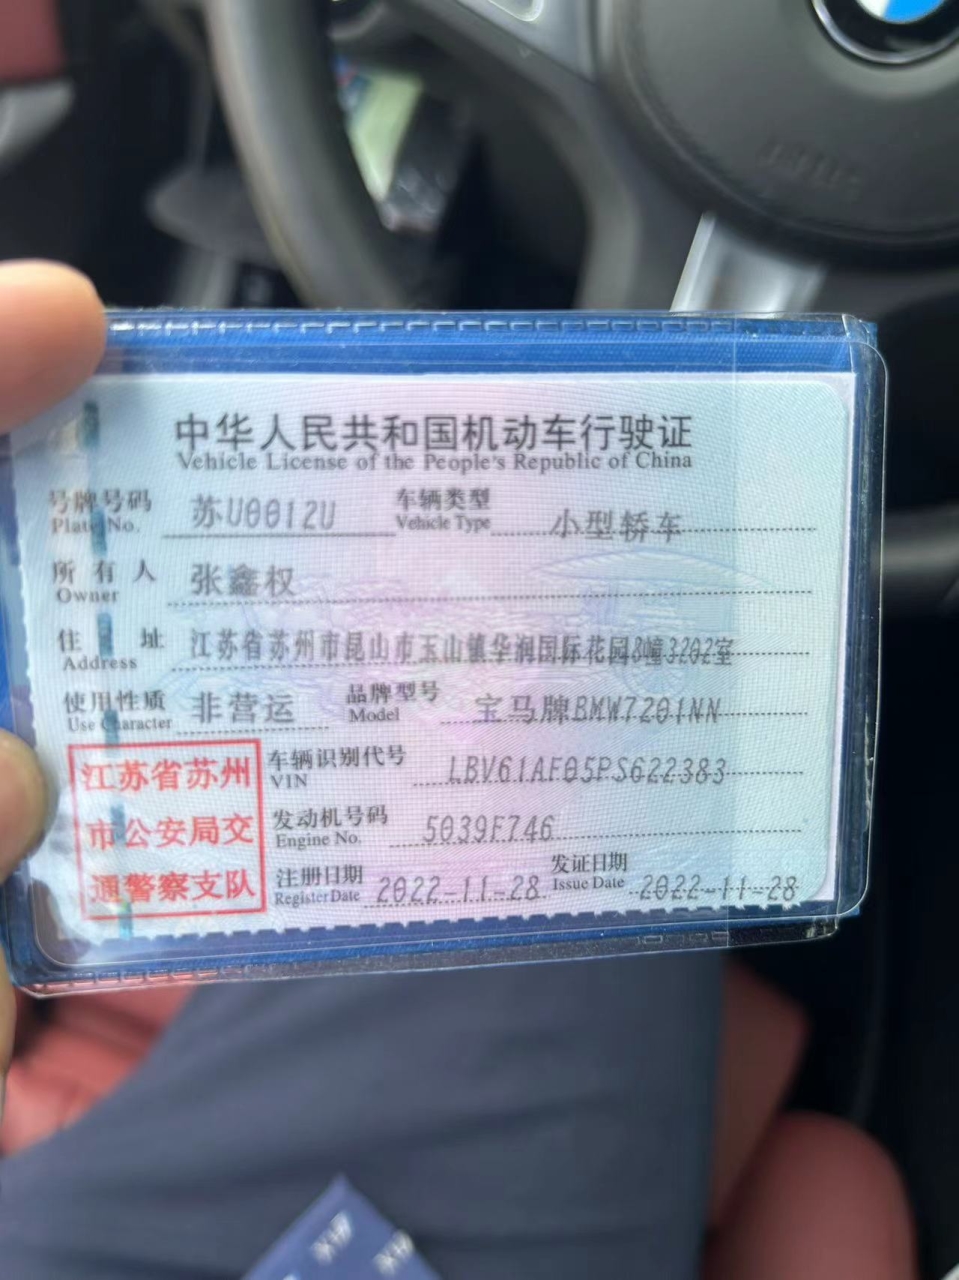 中华人民共和国机动车行驶证
Vehicle License of the People's Republic of China
号牌号码 Plate No. 苏U0012U 车辆类型 Vehicle Type 小型轿车
所有人 Owner 张鑫权
住址 Address 江苏省苏州市昆山市玉山镇华润国际花园8幢3202室
使用性质 Use Character 非营运 品牌型号 Model 宝马牌BMW7201NN
江苏省苏州市公安局交通警察支队
车辆识别代号 VIN LBV61AF05PS622383
发动机号码 Engine No. 5039F746
注册日期 Register Date 2022-11-28 发证日期 Issue Date 2022-11-28